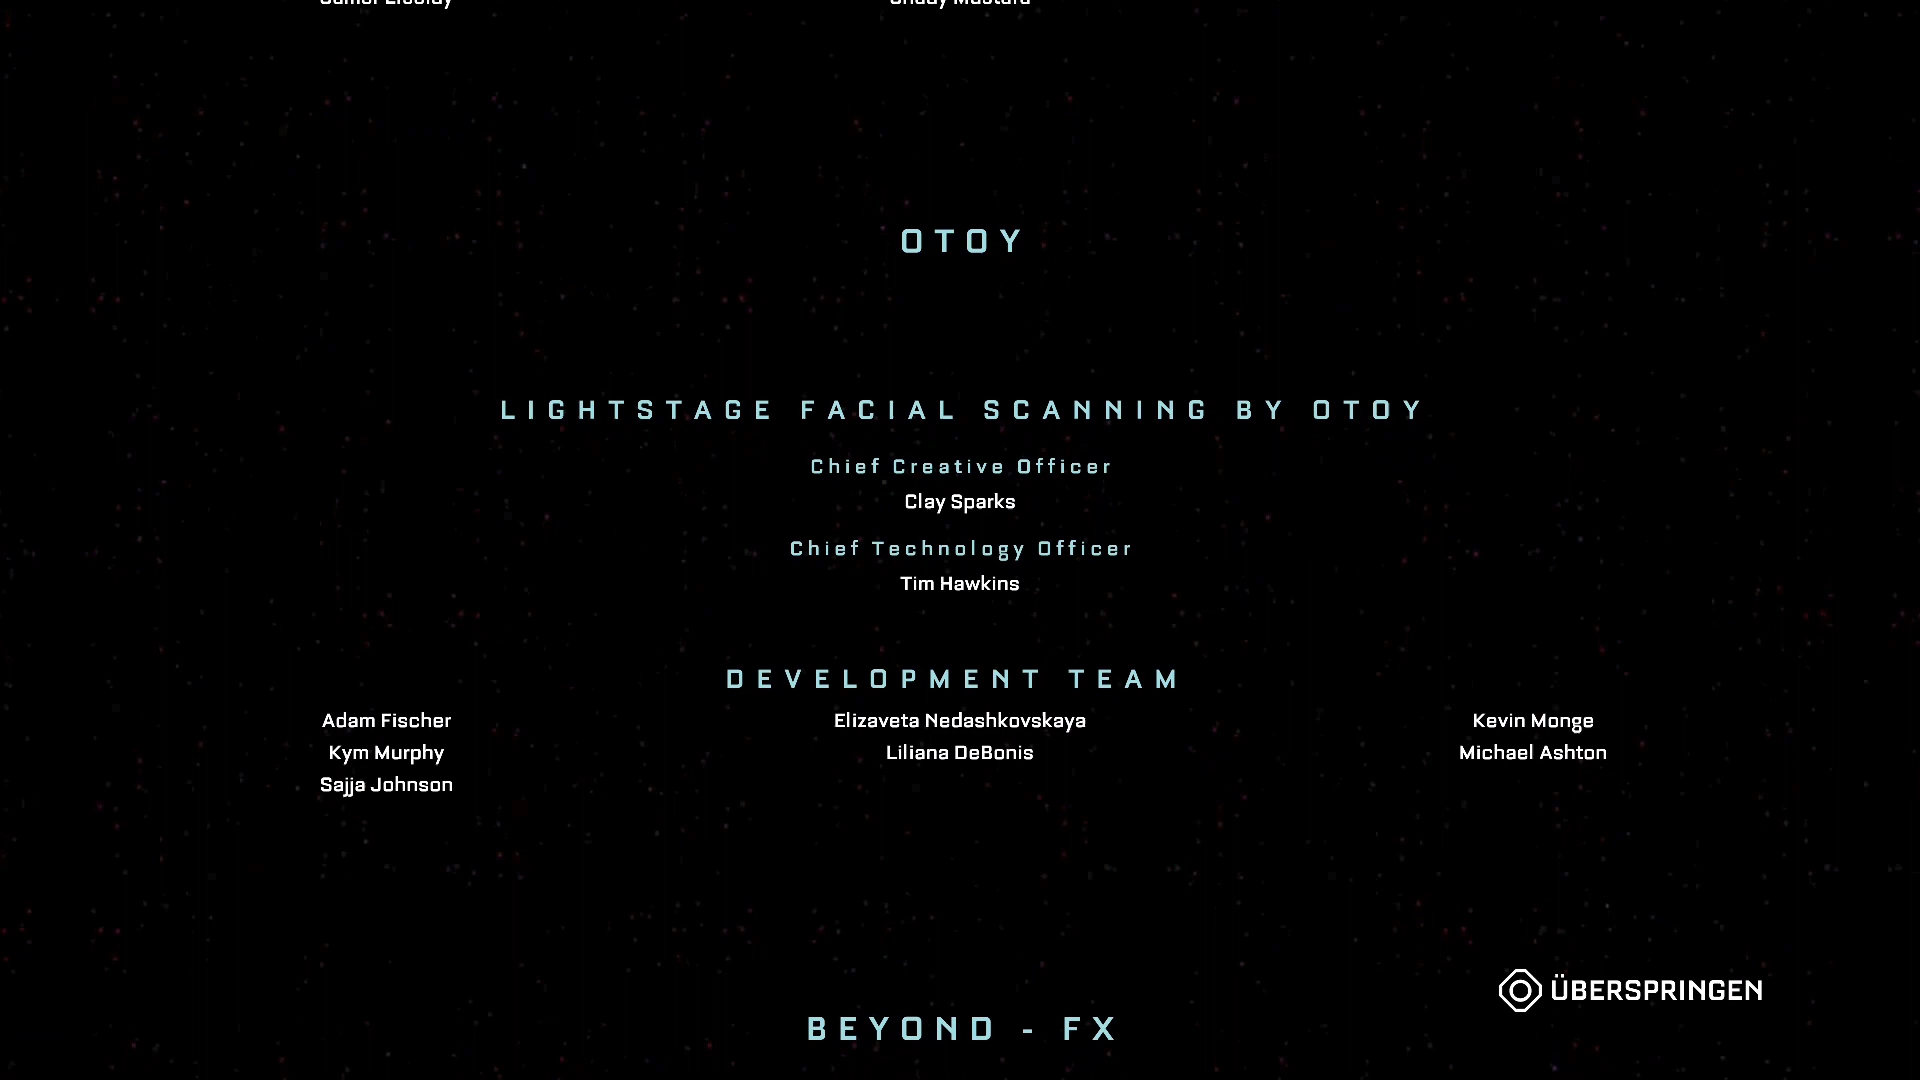 OTOY
LIGHTSTAGE FACIAL SCANNING BY OTOY
Chief Creative Officer
Clay Sparks
Chief Technology Officer
Tim Hawkins
DEVELOPMENT TEAM
Adam Fischer Elizaveta Nedashkovskaya Kevin Monge
Kym Murphy Liliana DeBonis Michael Ashton
Sajja Johnson
ÜBERSPRINGEN
BEYOND - FX